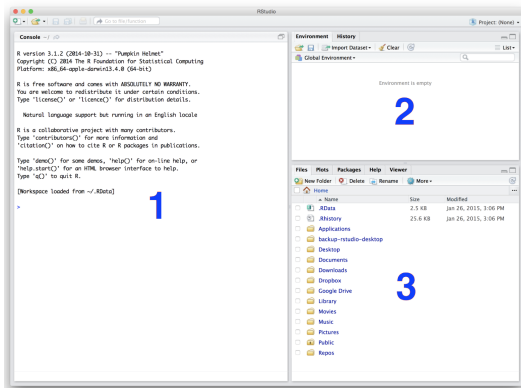 RStudio
Go to file/function
Project: (None)
Console ~/
R version 3.1.2 (2014-10-31) -- "Pumpkin Helmet"
Copyright (C) 2014 The R Foundation for Statistical Computing
Platform: x86_64-apple-darwin13.4.0 (64-bit)
R is free software and comes with ABSOLUTELY NO WARRANTY.
You are welcome to redistribute it under certain conditions.
Type 'license()' or 'licence()' for distribution details.
Natural language support but running in an English locale
R is a collaborative project with many contributors.
Type 'contributors()' for more information and
'citation()' on how to cite R or R packages in publications.
Type 'demo()' for some demos, 'help()' for on-line help, or
'help.start()' for an HTML browser interface to help.
Type 'q()' to quit R.
[Workspace loaded from ~/.RData]
>
1
Environment History
Import Dataset Clear List
Global Environment
Environment is empty
2
Files Plots Packages Help Viewer
New Folder Delete Rename More
Home
Name Size Modified
.RData 2.5 KB Jan 26, 2015, 3:06 PM
.Rhistory 25.6 KB Jan 26, 2015, 3:06 PM
Applications
backup-rstudio-desktop
Desktop
Documents
Downloads
Dropbox
Google Drive
Library
Movies
Music
Pictures
Public
Repos
3